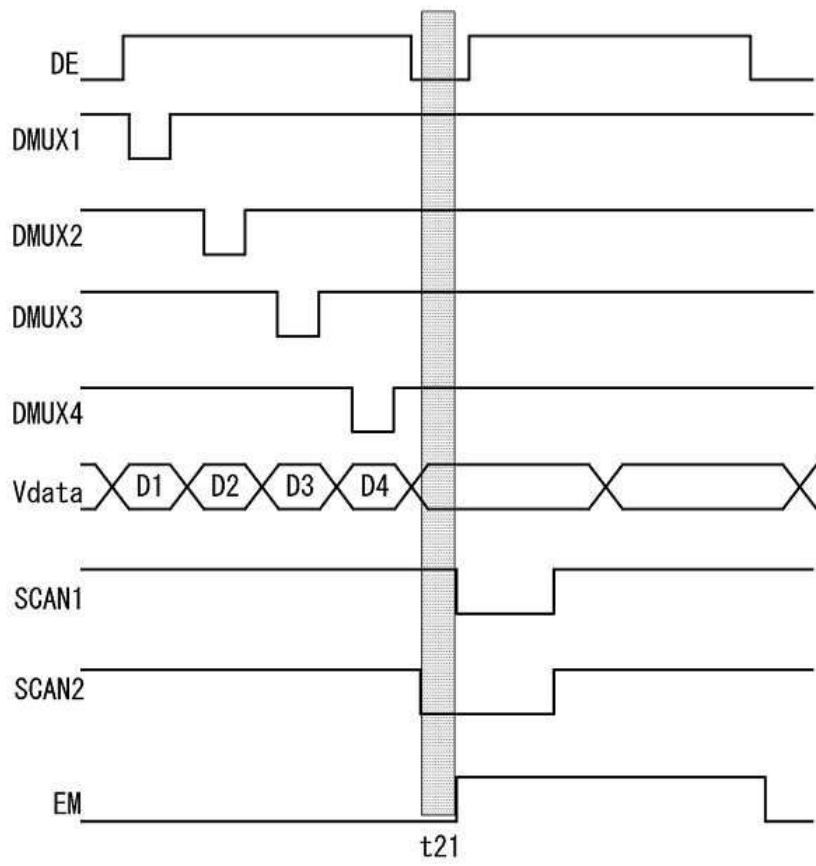 DE
DMUX1
DMUX2
DMUX3
DMUX4
Vdata D1 D2 D3 D4
SCAN1
SCAN2
EM
t21